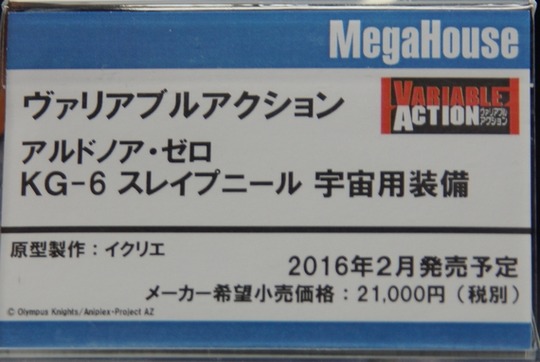 MegaHouse
ヴァリアブルアクション
VARIABLE
ACTION ヴァリアブル
アクション
アルドノア・ゼロ
KG-6 スレイプニール 宇宙用装備
原型製作：イクリエ
2016年2月発売予定
メーカー希望小売価格：21,000円（税別）
© Olympus Knights/Aniplex・Project AZ